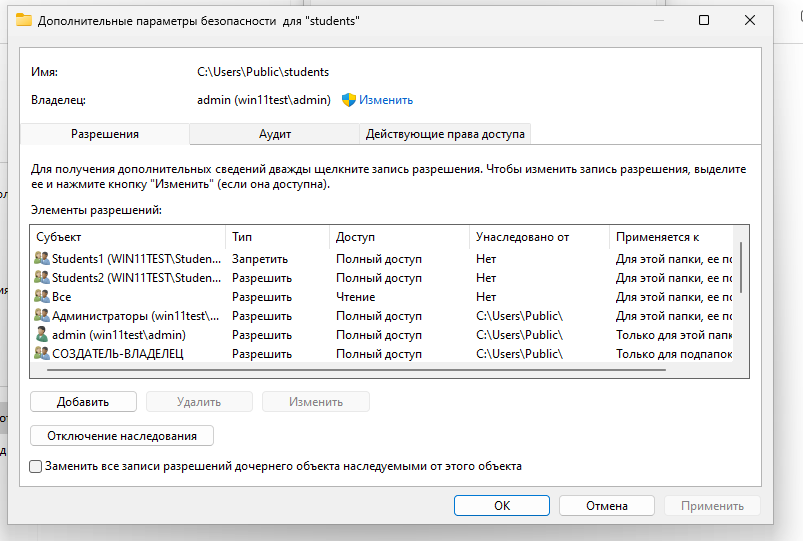 Дополнительные параметры безопасности для "students"
Имя: C:\Users\Public\students
Владелец: admin (win11test\admin) Изменить
Разрешения Аудит Действующие права доступа
Для получения дополнительных сведений дважды щелкните запись разрешения. Чтобы изменить запись разрешения, выделите
ее и нажмите кнопку "Изменить" (если она доступна).
Элементы разрешений:
Субъект Тип Доступ Унаследовано от Применяется к
Students1 (WIN11TEST\Studen... Запретить Полный доступ Нет Для этой папки, ее по
Students2 (WIN11TEST\Studen... Разрешить Полный доступ Нет Для этой папки, ее по
Все Разрешить Чтение Нет Для этой папки, ее по
Администраторы (win11test\... Разрешить Полный доступ C:\Users\Public\ Для этой папки, ее по
admin (win11test\admin) Разрешить Полный доступ C:\Users\Public\ Только для этой папк
СОЗДАТЕЛЬ-ВЛАДЕЛЕЦ Разрешить Полный доступ C:\Users\Public\ Только для подпапок
Добавить Удалить Изменить
Отключение наследования
Заменить все записи разрешений дочернего объекта наследуемыми от этого объекта
ОК Отмена Применить